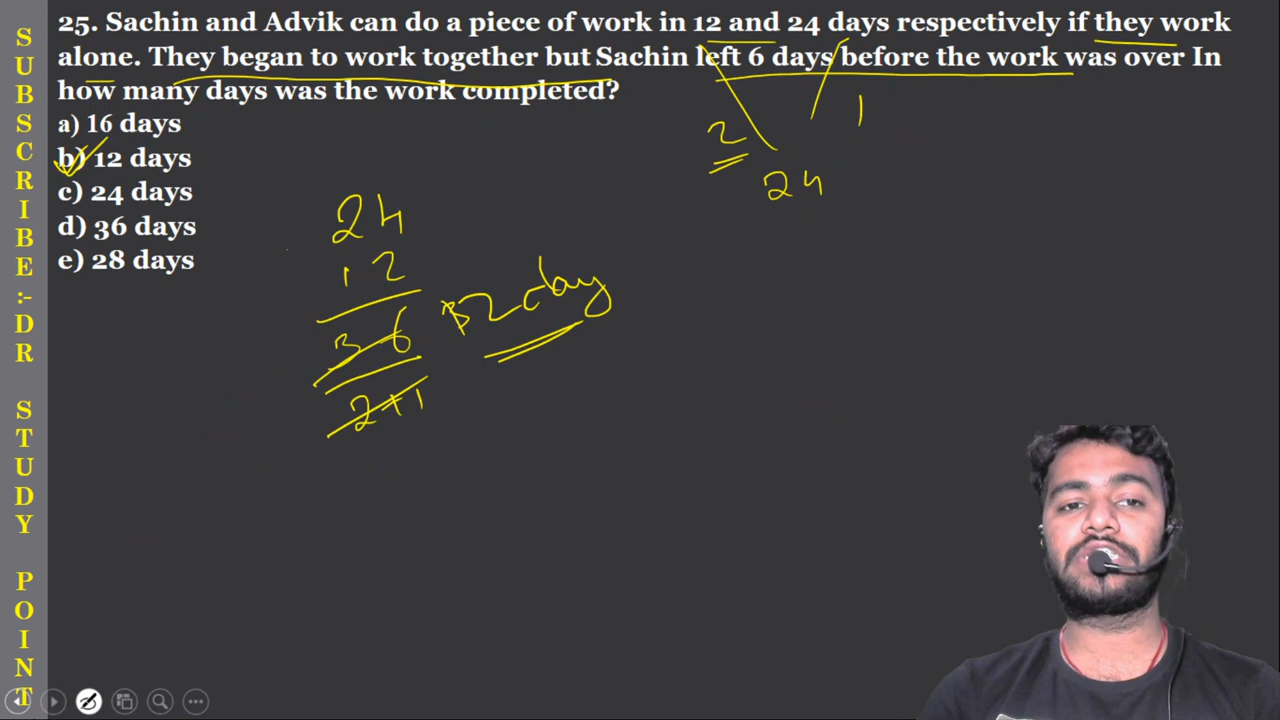 25. Sachin and Advik can do a piece of work in 12 and 24 days respectively if they work
alone. They began to work together but Sachin left 6 days before the work was over In
how many days was the work completed?
a) 16 days
b) 12 days
c) 24 days
d) 36 days
e) 28 days
2
1
24
24
12
36
2+1
day
SUBSCRIBE:-DR STUDY POINT